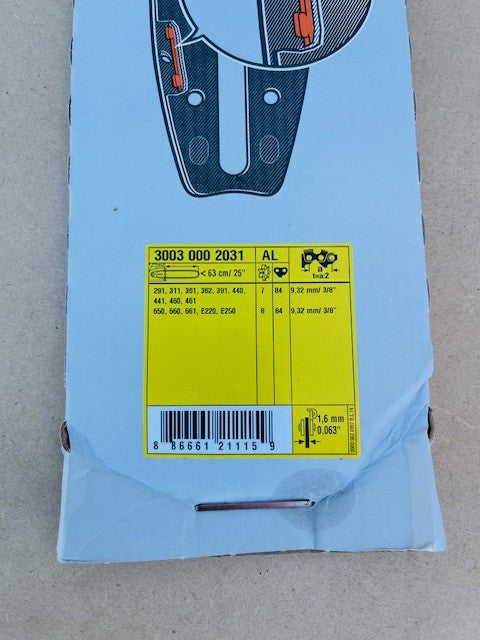 3003 000 2031 AL
< 63 cm/ 25" a
t=a:2
291, 311, 361, 362, 391, 440, 7 84 9,32 mm/ 3/8"
441, 460, 461
650, 660, 661, E220, E250 8 84 9,32 mm/ 3/8"
1,6 mm
0,063"
8 86661 21115 9